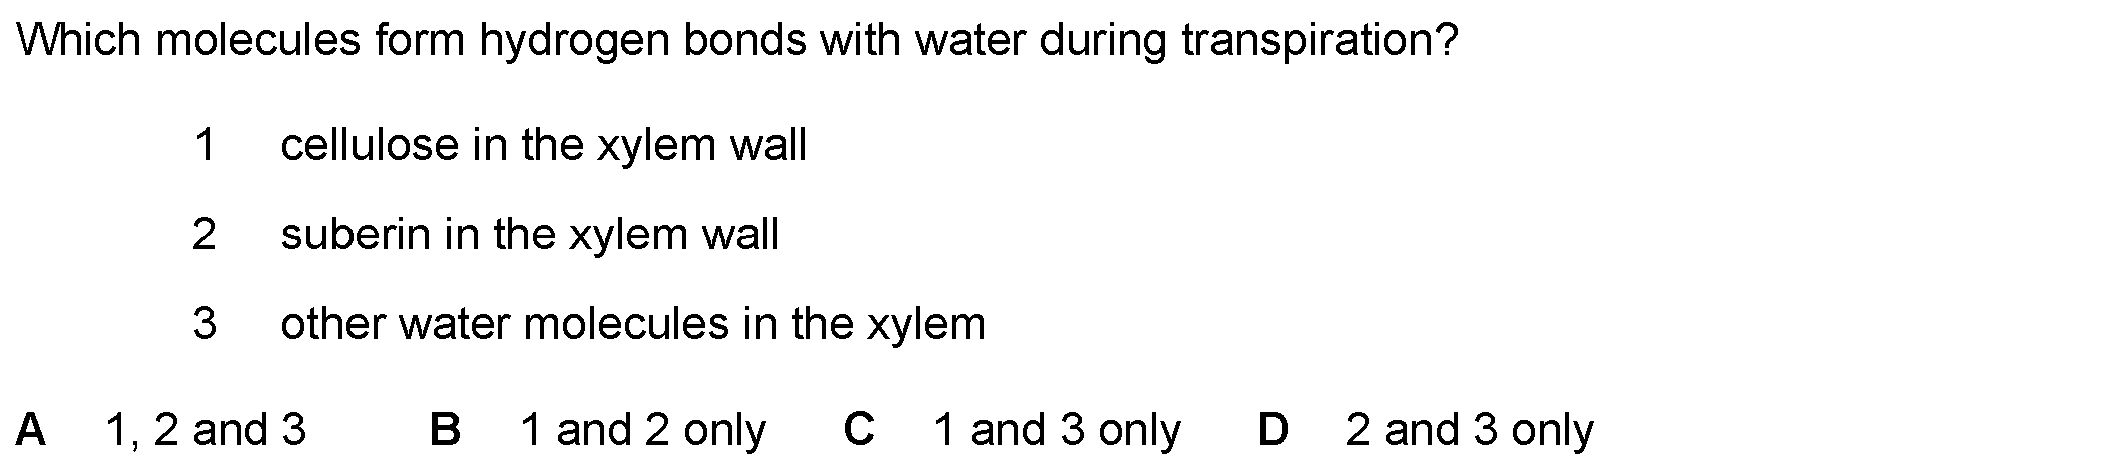 Which molecules form hydrogen bonds with water during transpiration?
1 cellulose in the xylem wall
2 suberin in the xylem wall
3 other water molecules in the xylem
A 1, 2 and 3 B 1 and 2 only C 1 and 3 only D 2 and 3 only